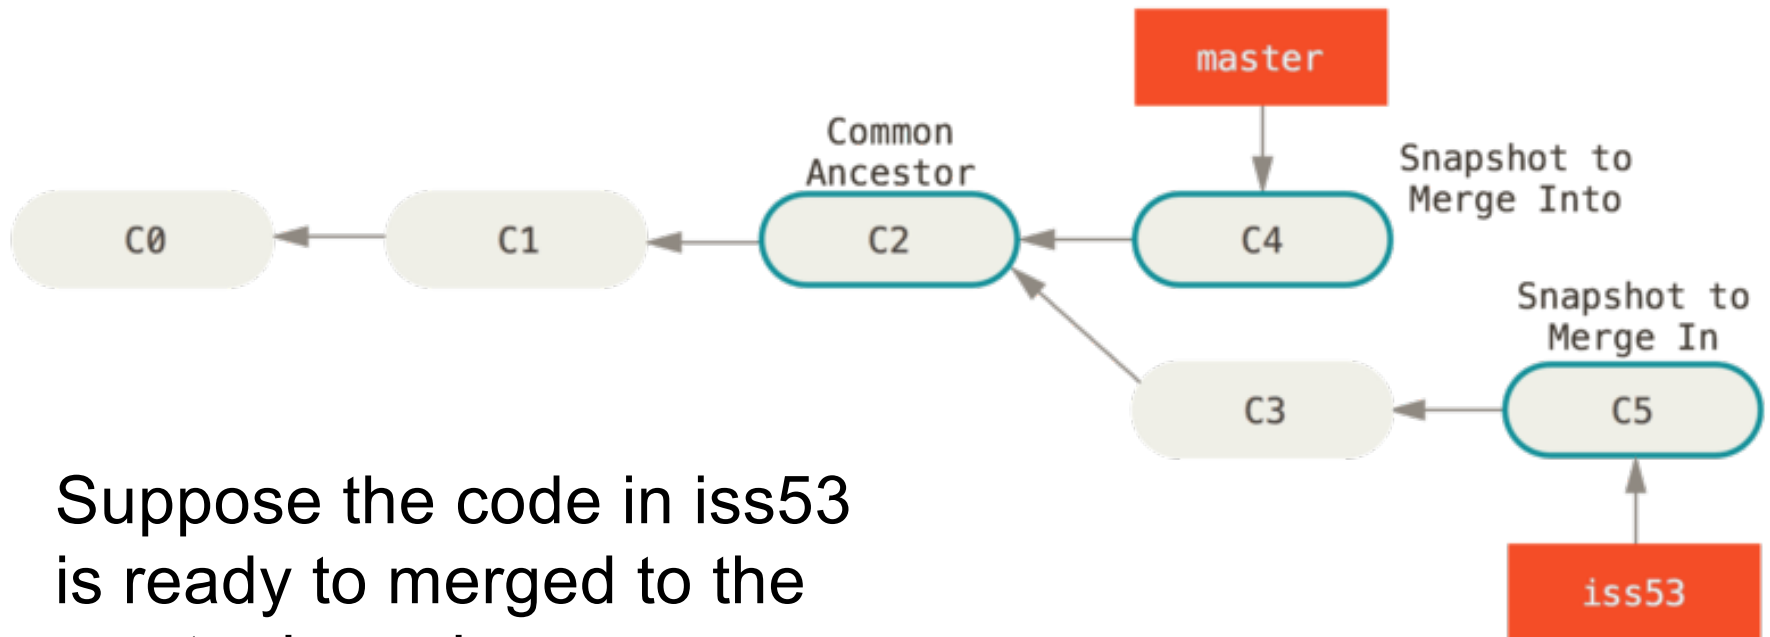 master
Common
Ancestor
Snapshot to
Merge Into
C0
C1
C2
C4
Snapshot to
Merge In
C3
C5
Suppose the code in iss53
is ready to merged to the
iss53